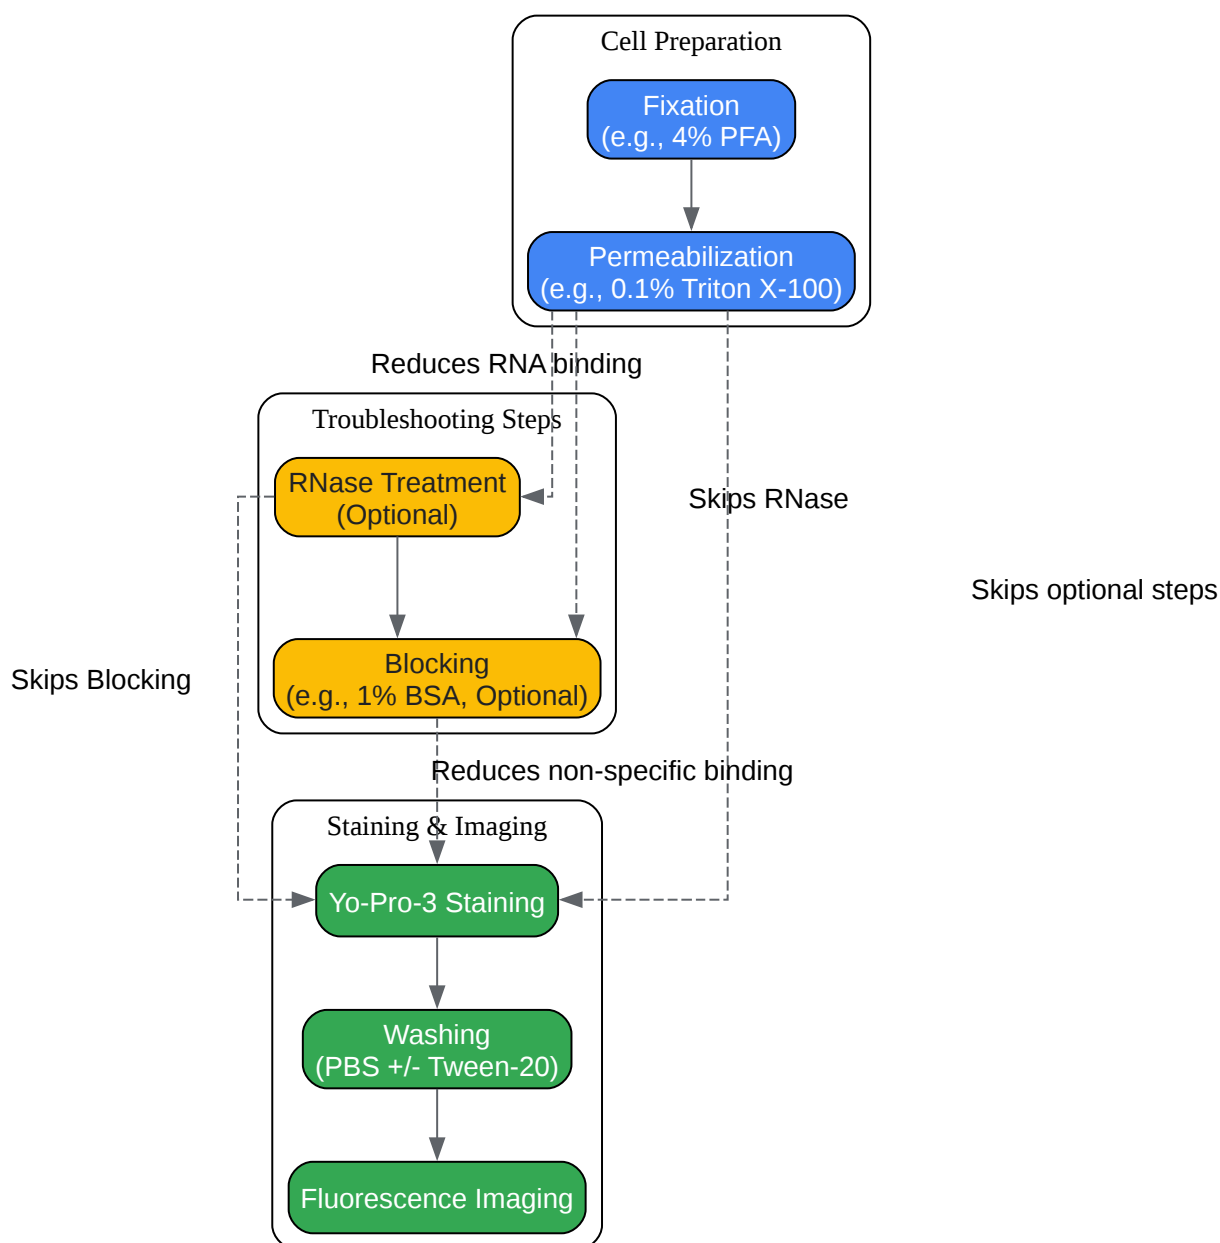 Cell Preparation
Fixation
(e.g., 4% PFA)
Permeabilization
(e.g., 0.1% Triton X-100)
Reduces RNA binding
Troubleshooting Steps
RNase Treatment
(Optional)
Skips RNase
Skips optional steps
Blocking
(e.g., 1% BSA, Optional)
Skips Blocking
Reduces non-specific binding
Staining & Imaging
Yo-Pro-3 Staining
Washing
(PBS +/- Tween-20)
Fluorescence Imaging